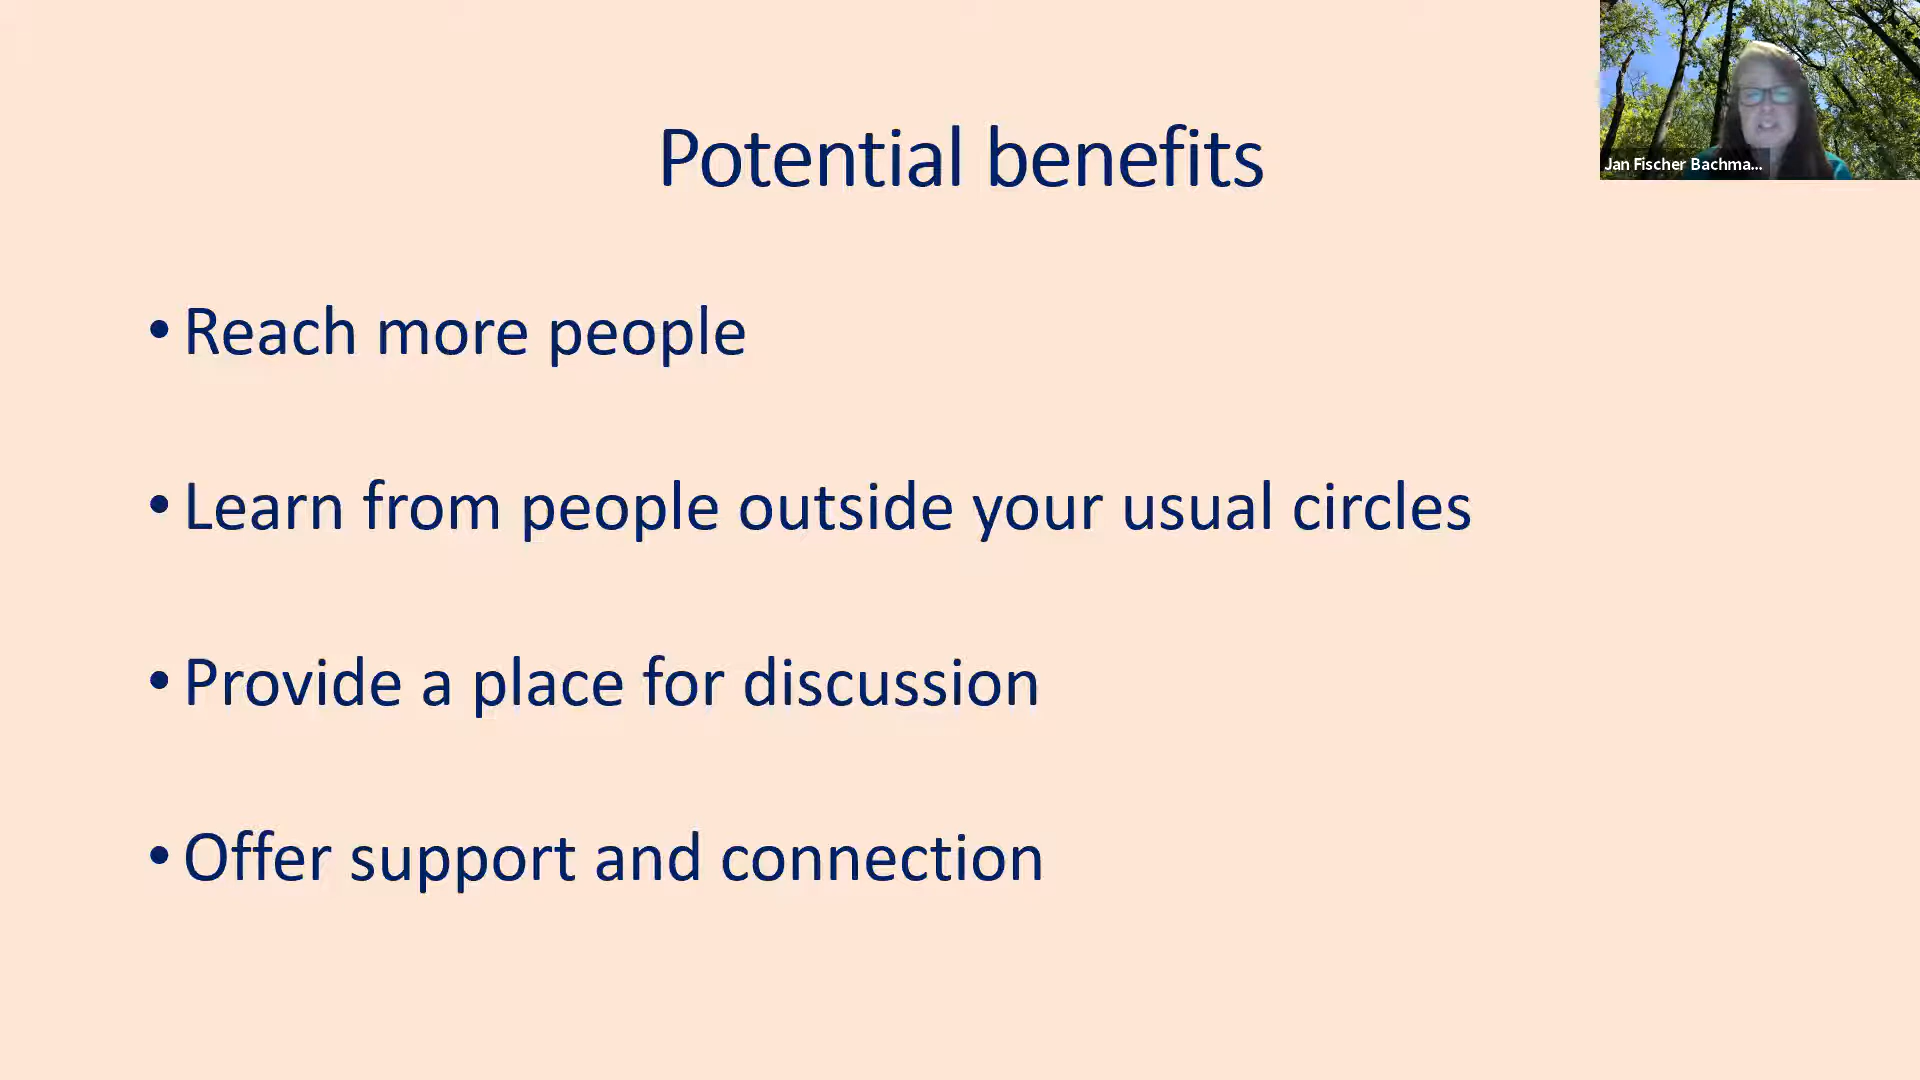 Potential benefits
Jan Fischer Bachma...
• Reach more people
• Learn from people outside your usual circles
• Provide a place for discussion
• Offer support and connection